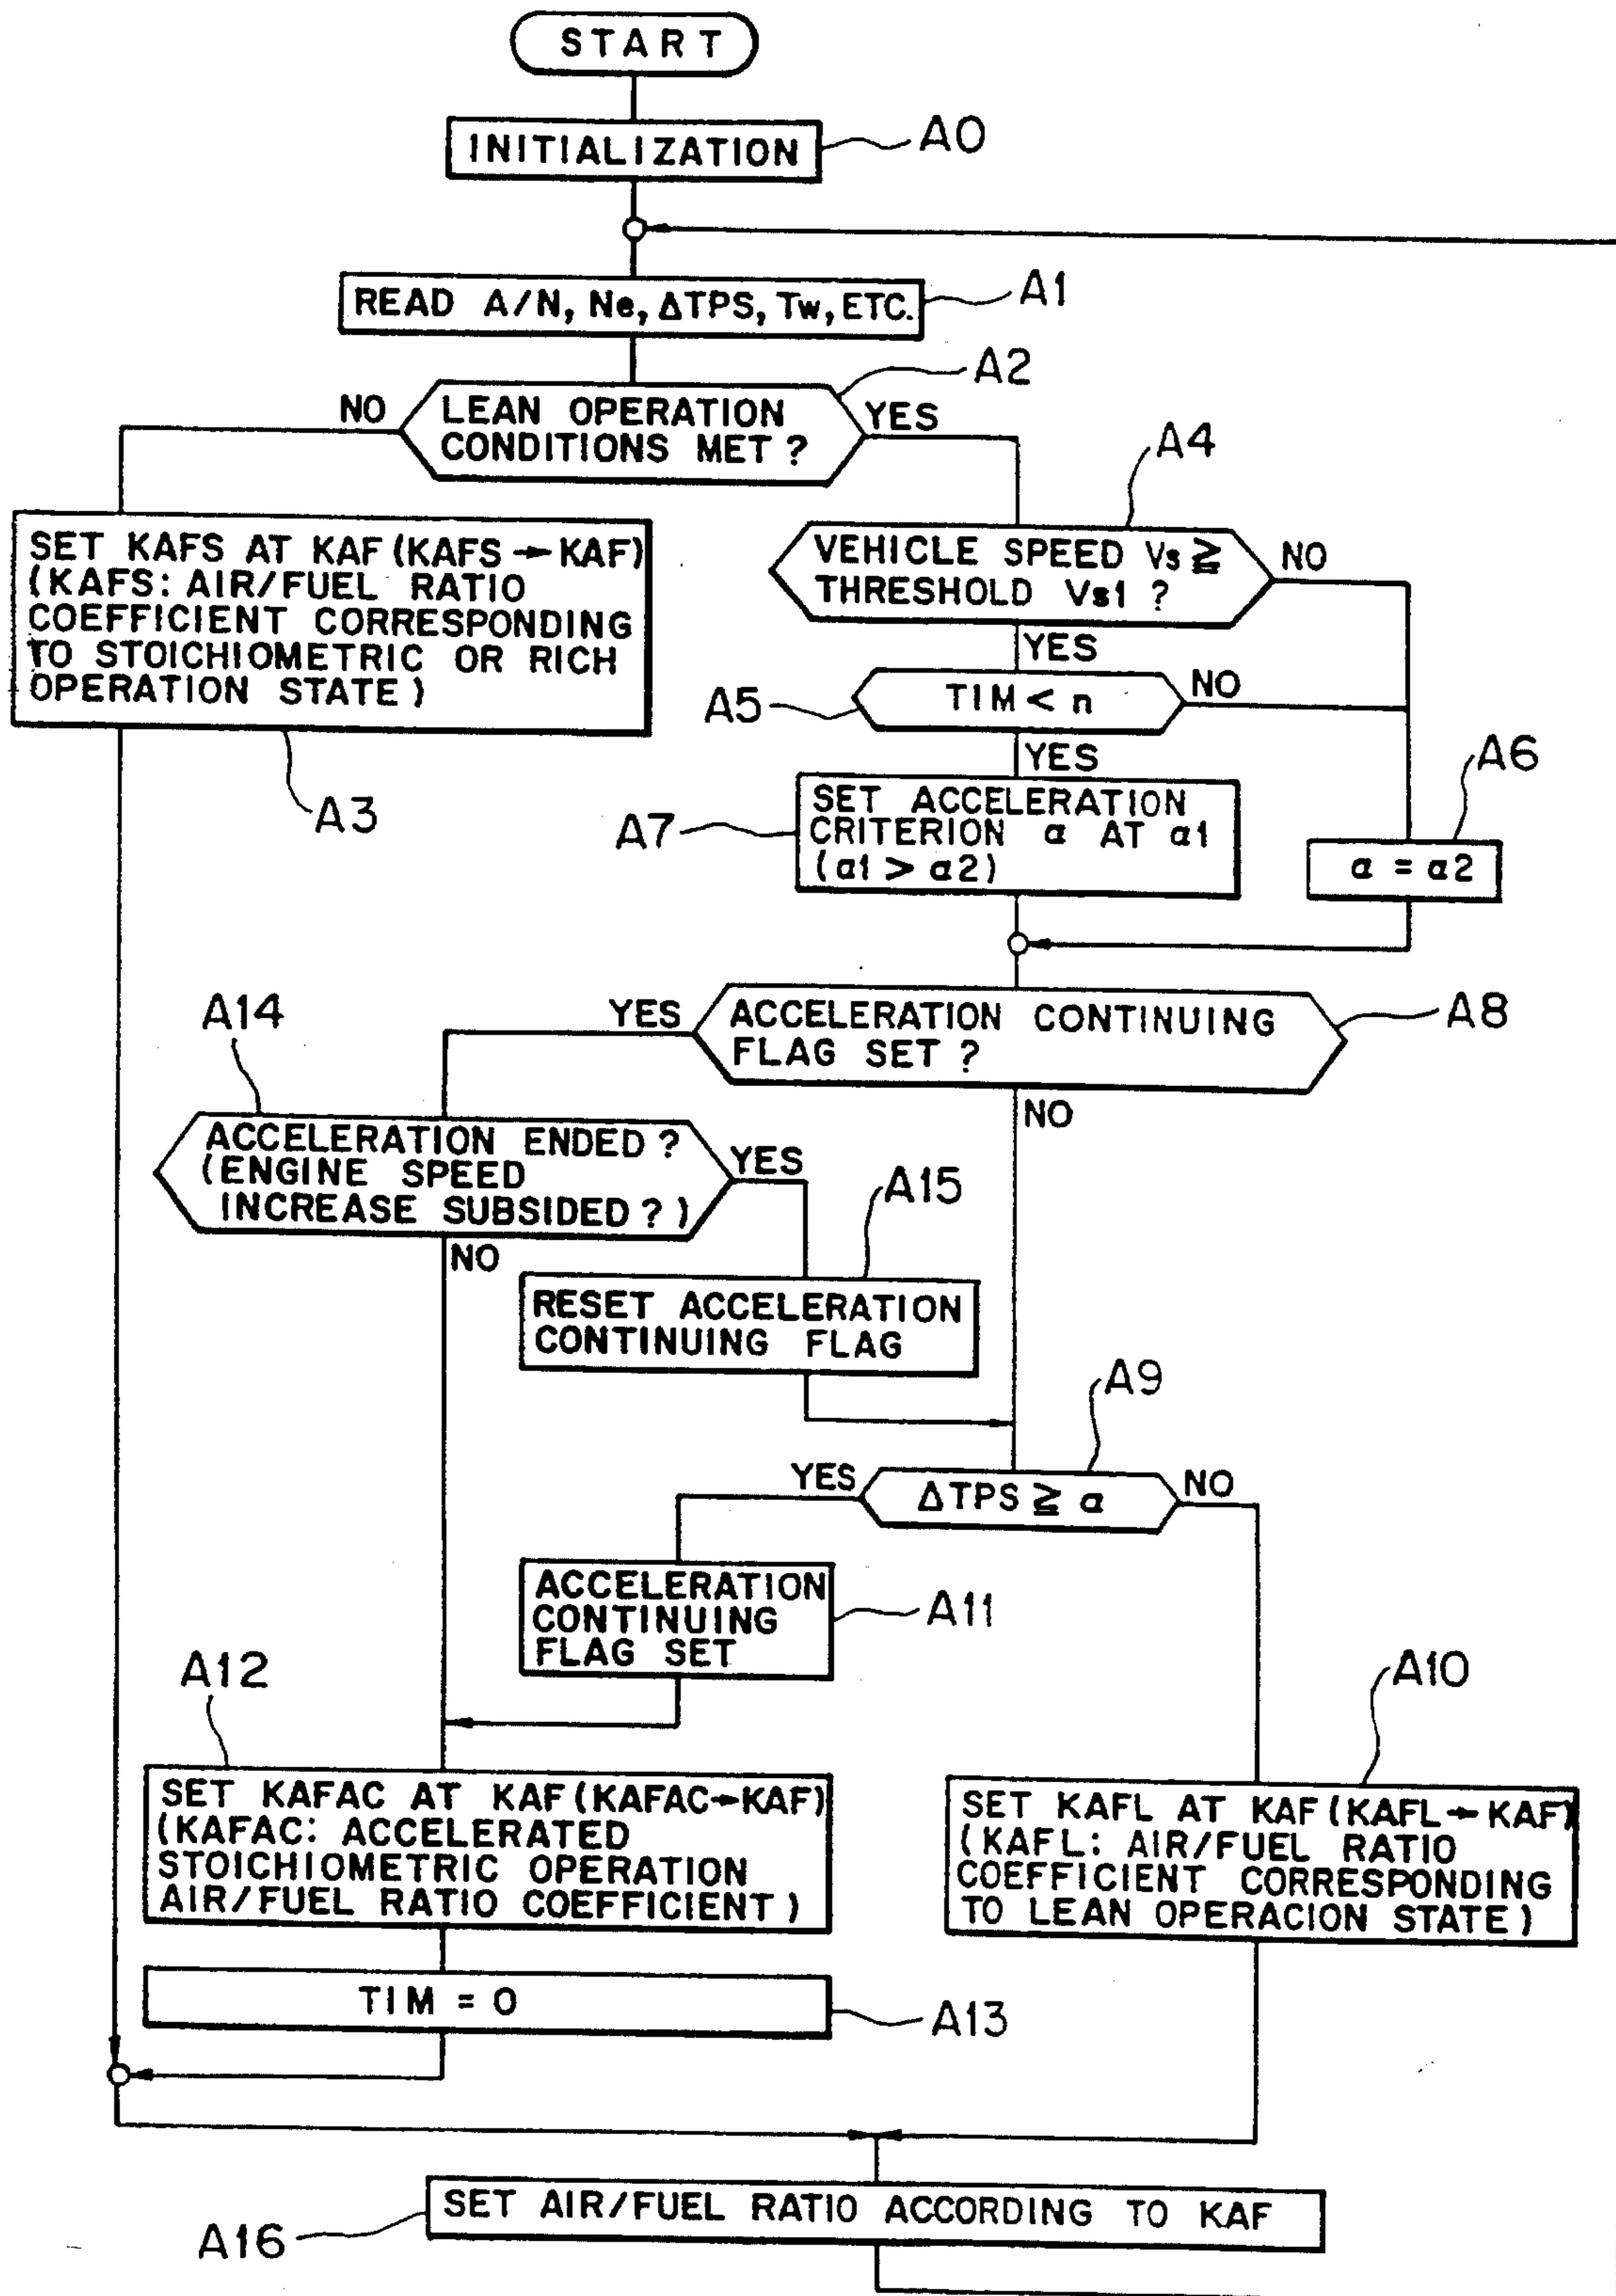 START
INITIALIZATION
A0
READ A/N, Ne, ΔTPS, Tw, ETC.
A1
A2
NO
LEAN OPERATION
CONDITIONS MET ?
YES
A4
SET KAFS AT KAF (KAFS → KAF)
(KAFS: AIR/FUEL RATIO
COEFFICIENT CORRESPONDING
TO STOICHIOMETRIC OR RICH
OPERATION STATE)
A3
VEHICLE SPEED Vs ≧
THRESHOLD Vs1 ?
NO
YES
A5
TIM < n
NO
YES
A6
A7
SET ACCELERATION
CRITERION α AT α1
(α1 > α2)
α = α2
A14
YES
ACCELERATION CONTINUING
FLAG SET ?
A8
NO
ACCELERATION ENDED ?
(ENGINE SPEED
INCREASE SUBSIDED ? )
YES
A15
NO
RESET ACCELERATION
CONTINUING FLAG
A9
YES
ΔTPS ≧ α
NO
ACCELERATION
CONTINUING
FLAG SET
A11
A12
A10
SET KAFAC AT KAF (KAFAC → KAF)
(KAFAC: ACCELERATED
STOICHIOMETRIC OPERATION
AIR/FUEL RATIO COEFFICIENT )
SET KAFL AT KAF (KAFL → KAF)
(KAFL: AIR/FUEL RATIO
COEFFICIENT CORRESPONDING
TO LEAN OPERACION STATE)
TIM = 0
A13
SET AIR/FUEL RATIO ACCORDING TO KAF
A16